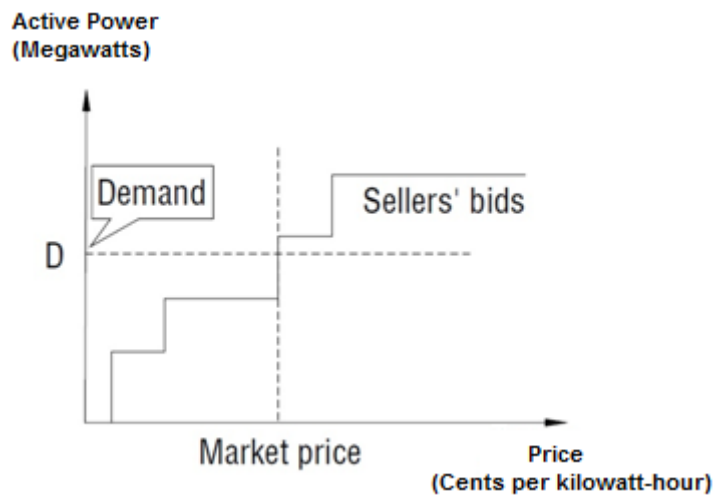 Active Power
(Megawatts)
Demand
Sellers' bids
D
Market price
Price
(Cents per kilowatt-hour)